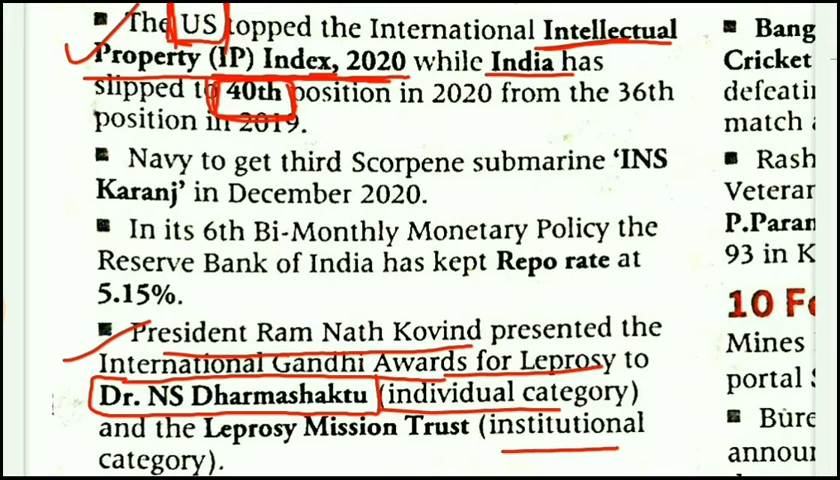 The US topped the International Intellectual
Property (IP) Index, 2020 while India has
slipped to 40th position in 2020 from the 36th
position in 2019.
Navy to get third Scorpene submarine ‘INS
Karanj’ in December 2020.
In its 6th Bi-Monthly Monetary Policy the
Reserve Bank of India has kept Repo rate at
5.15%.
President Ram Nath Kovind presented the
International Gandhi Awards for Leprosy to
Dr. NS Dharmashaktu (individual category)
and the Leprosy Mission Trust (institutional
category).
Bang
Cricket
defeati
match
Rash
Veterar
P.Paran
93 in K
10 Fe
Mines
portal
Bure
annour